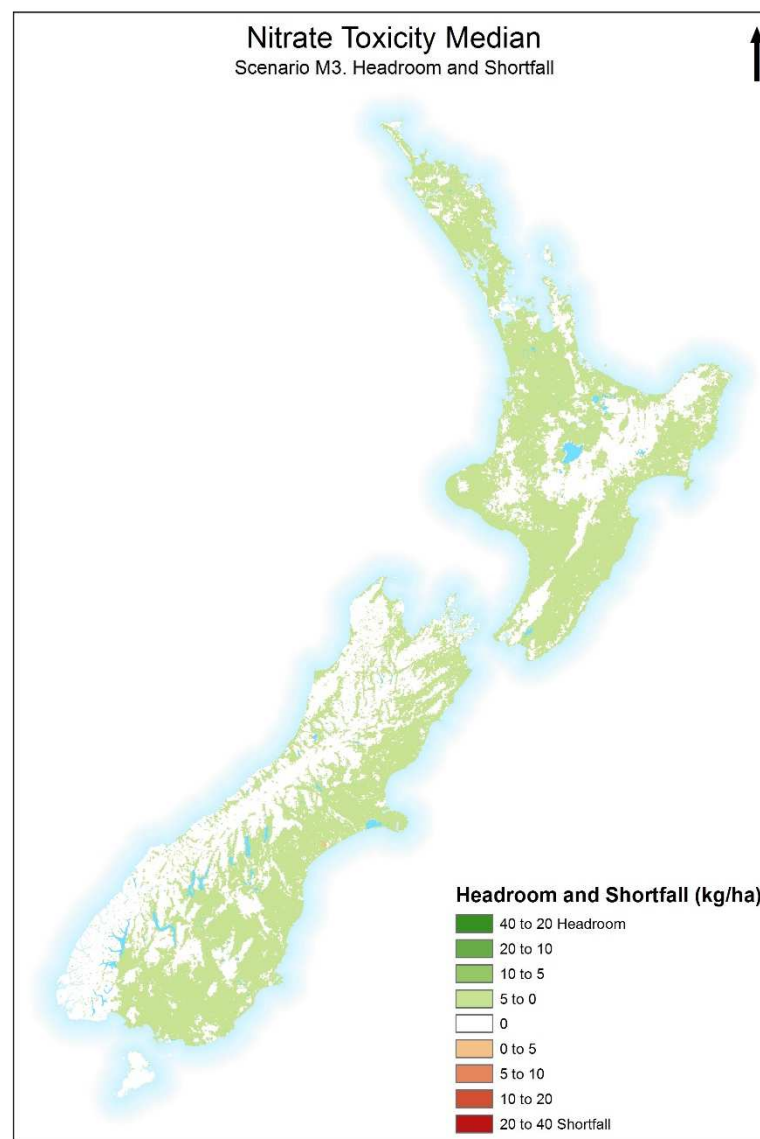 Nitrate Toxicity Median
Scenario M3. Headroom and Shortfall
Headroom and Shortfall (kg/ha)
40 to 20 Headroom
20 to 10
10 to 5
5 to 0
0
0 to 5
5 to 10
10 to 20
20 to 40 Shortfall